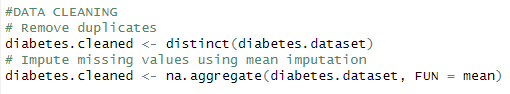 #DATA CLEANING
# Remove duplicates
diabetes.cleaned <- distinct(diabetes.dataset)
# Impute missing values using mean imputation
diabetes.cleaned <- na.aggregate(diabetes.dataset, FUN = mean)